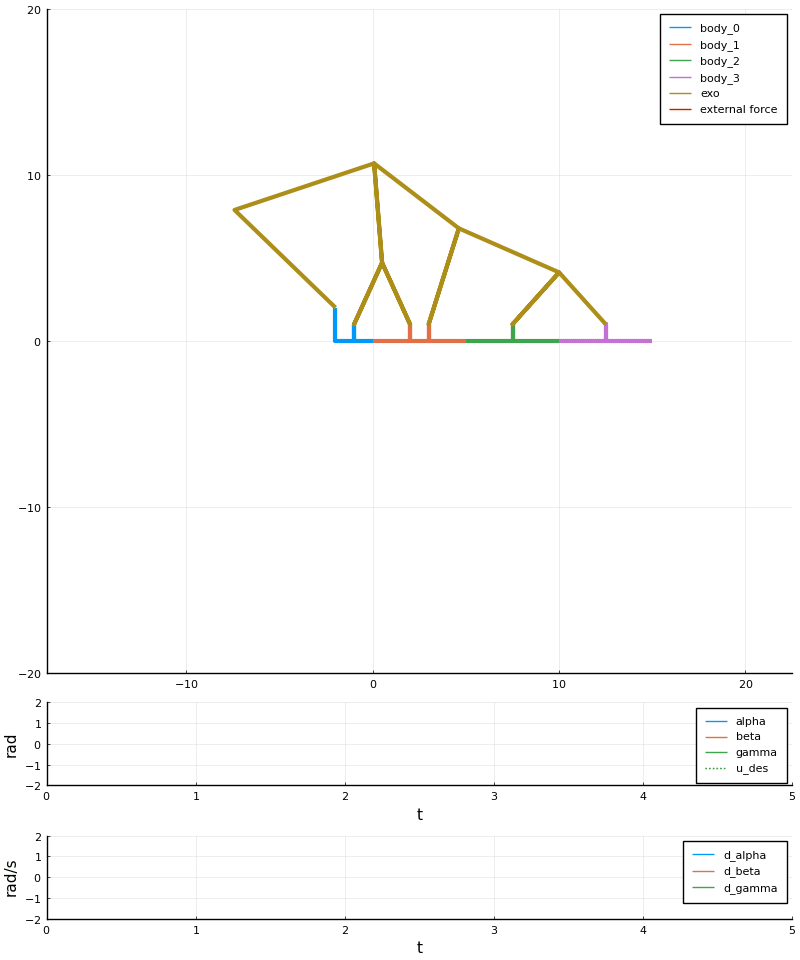 20
10
0
−10
−20
−10
0
10
20
body_0
body_1
body_2
body_3
exo
external force
rad
2
1
0
−1
−2
0
1
2
3
4
5
t
alpha
beta
gamma
u_des
rad/s
2
1
0
−1
−2
0
1
2
3
4
5
t
d_alpha
d_beta
d_gamma